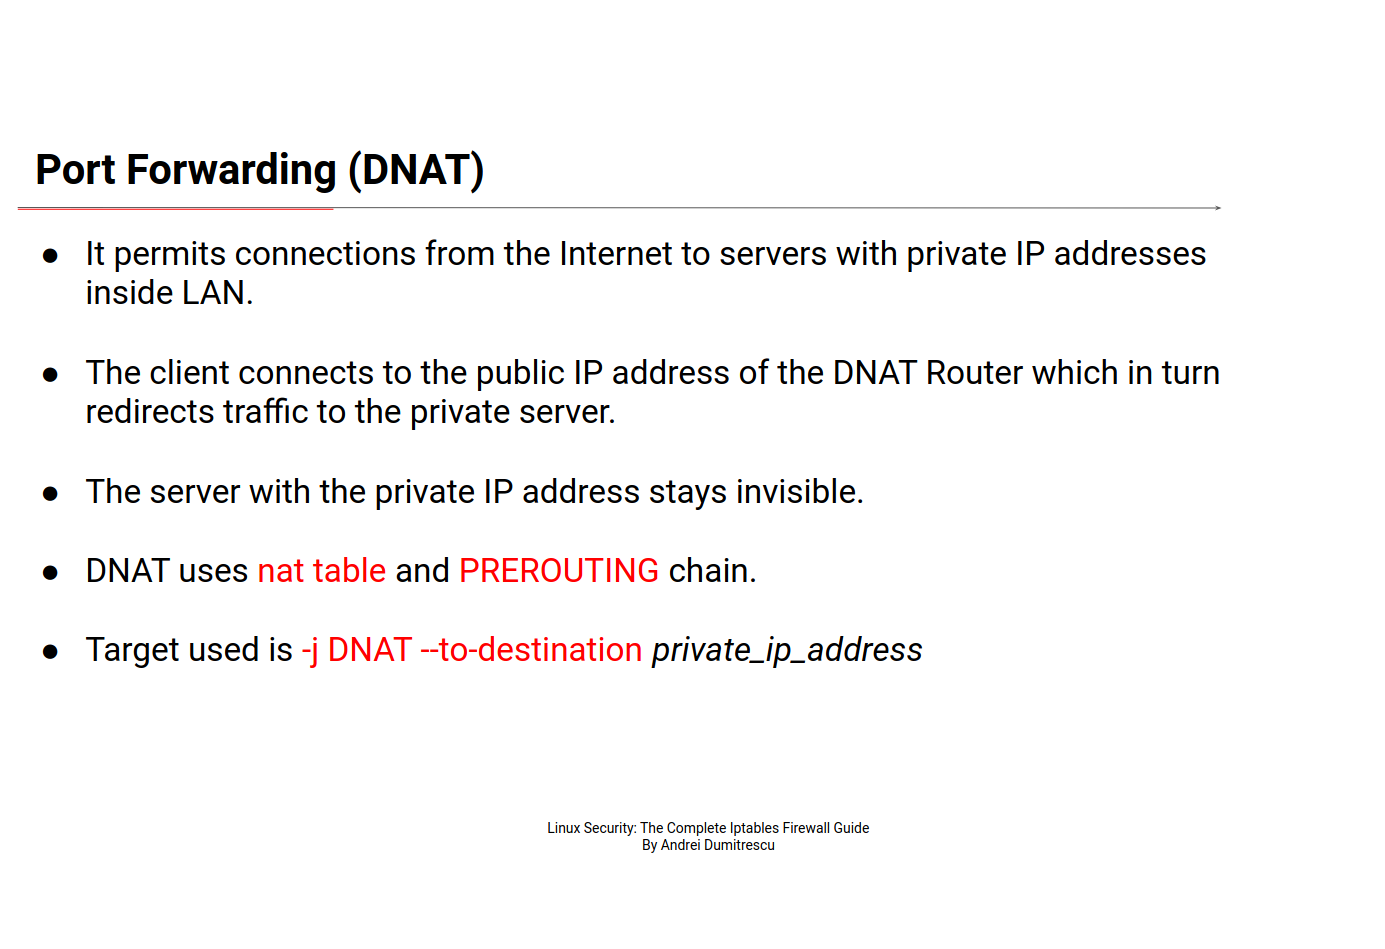 Port Forwarding (DNAT)
● It permits connections from the Internet to servers with private IP addresses
inside LAN.
● The client connects to the public IP address of the DNAT Router which in turn
redirects traffic to the private server.
● The server with the private IP address stays invisible.
● DNAT uses nat table and PREROUTING chain.
● Target used is -j DNAT --to-destination private_ip_address
Linux Security: The Complete Iptables Firewall Guide
By Andrei Dumitrescu